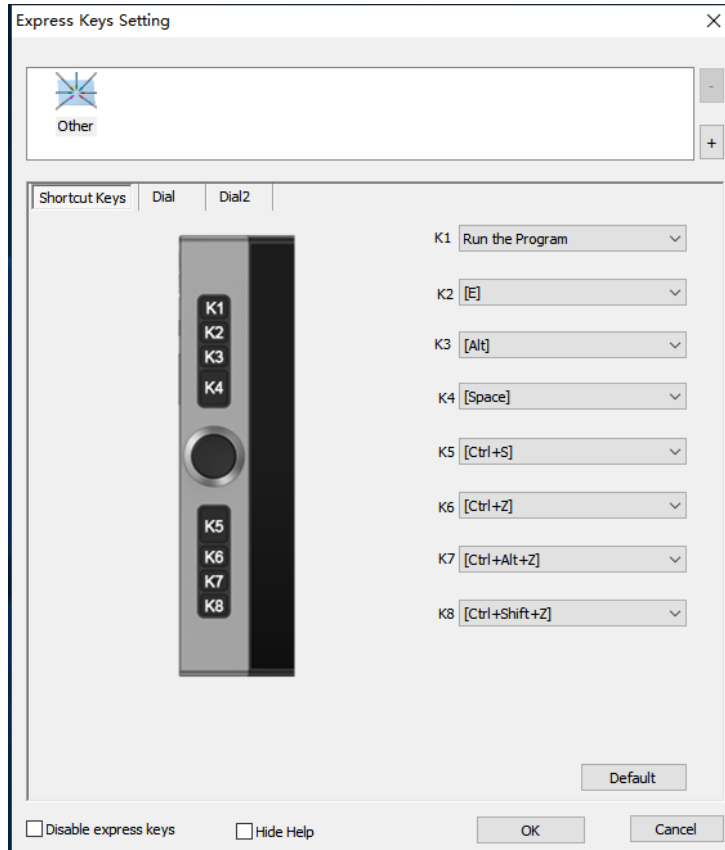 Express Keys Setting
Other
-
+
Shortcut Keys Dial Dial2
K1 Run the Program
K2 [E]
K3 [Alt]
K4 [Space]
K5 [Ctrl+S]
K6 [Ctrl+Z]
K7 [Ctrl+Alt+Z]
K8 [Ctrl+Shift+Z]
K1
K2
K3
K4
K5
K6
K7
K8
Default
Disable express keys Hide Help OK Cancel